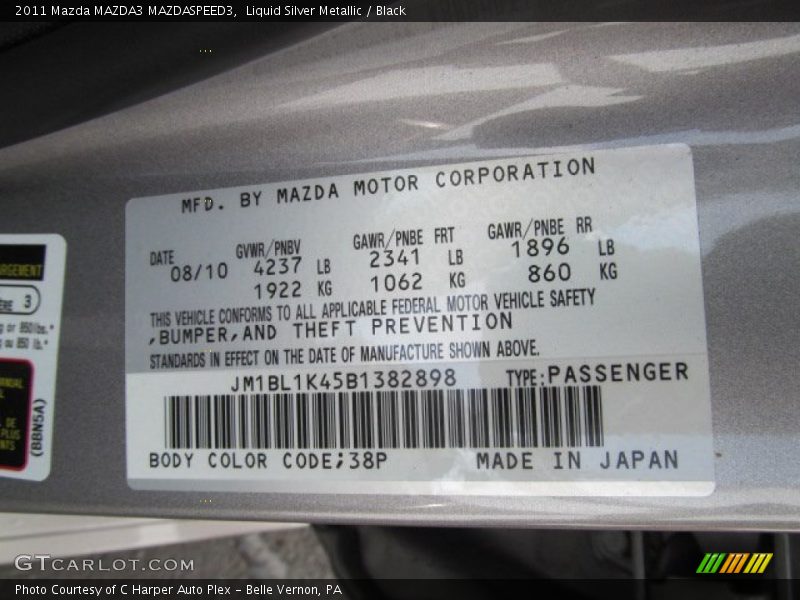 2011 Mazda MAZDA3 MAZDASPEED3, Liquid Silver Metallic / Black
MFD. BY MAZDA MOTOR CORPORATION
DATE GVWR/PNBV GAWR/PNBE FRT GAWR/PNBE RR
08/10 4237 LB 2341 LB 1896 LB
1922 KG 1062 KG 860 KG
THIS VEHICLE CONFORMS TO ALL APPLICABLE FEDERAL MOTOR VEHICLE SAFETY
,BUMPER,AND THEFT PREVENTION
STANDARDS IN EFFECT ON THE DATE OF MANUFACTURE SHOWN ABOVE.
JM1BL1K45B1382898 TYPE:PASSENGER
BODY COLOR CODE;38P MADE IN JAPAN
3
(BBN5A)
GTCARLOT.COM
Photo Courtesy of C Harper Auto Plex - Belle Vernon, PA